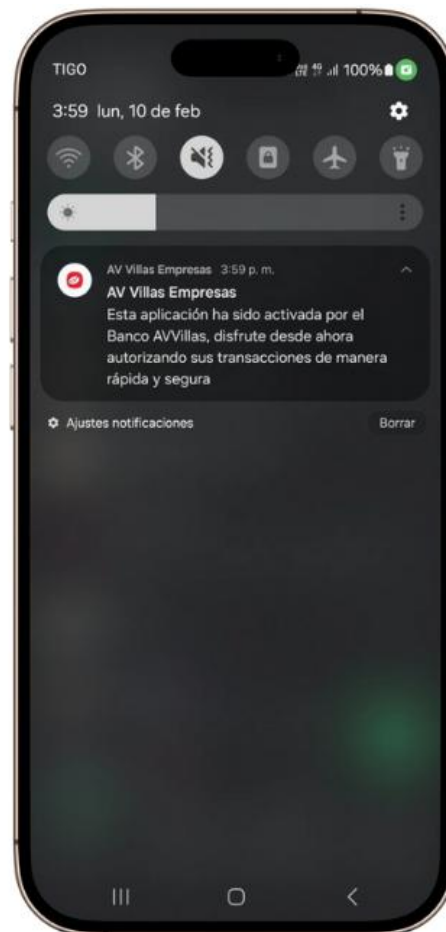 TIGO
100%
3:59 lun, 10 de feb
AV Villas Empresas 3:59 p. m.
AV Villas Empresas
Esta aplicación ha sido activada por el
Banco AVVillas, disfrute desde ahora
autorizando sus transacciones de manera
rápida y segura
Ajustes notificaciones Borrar